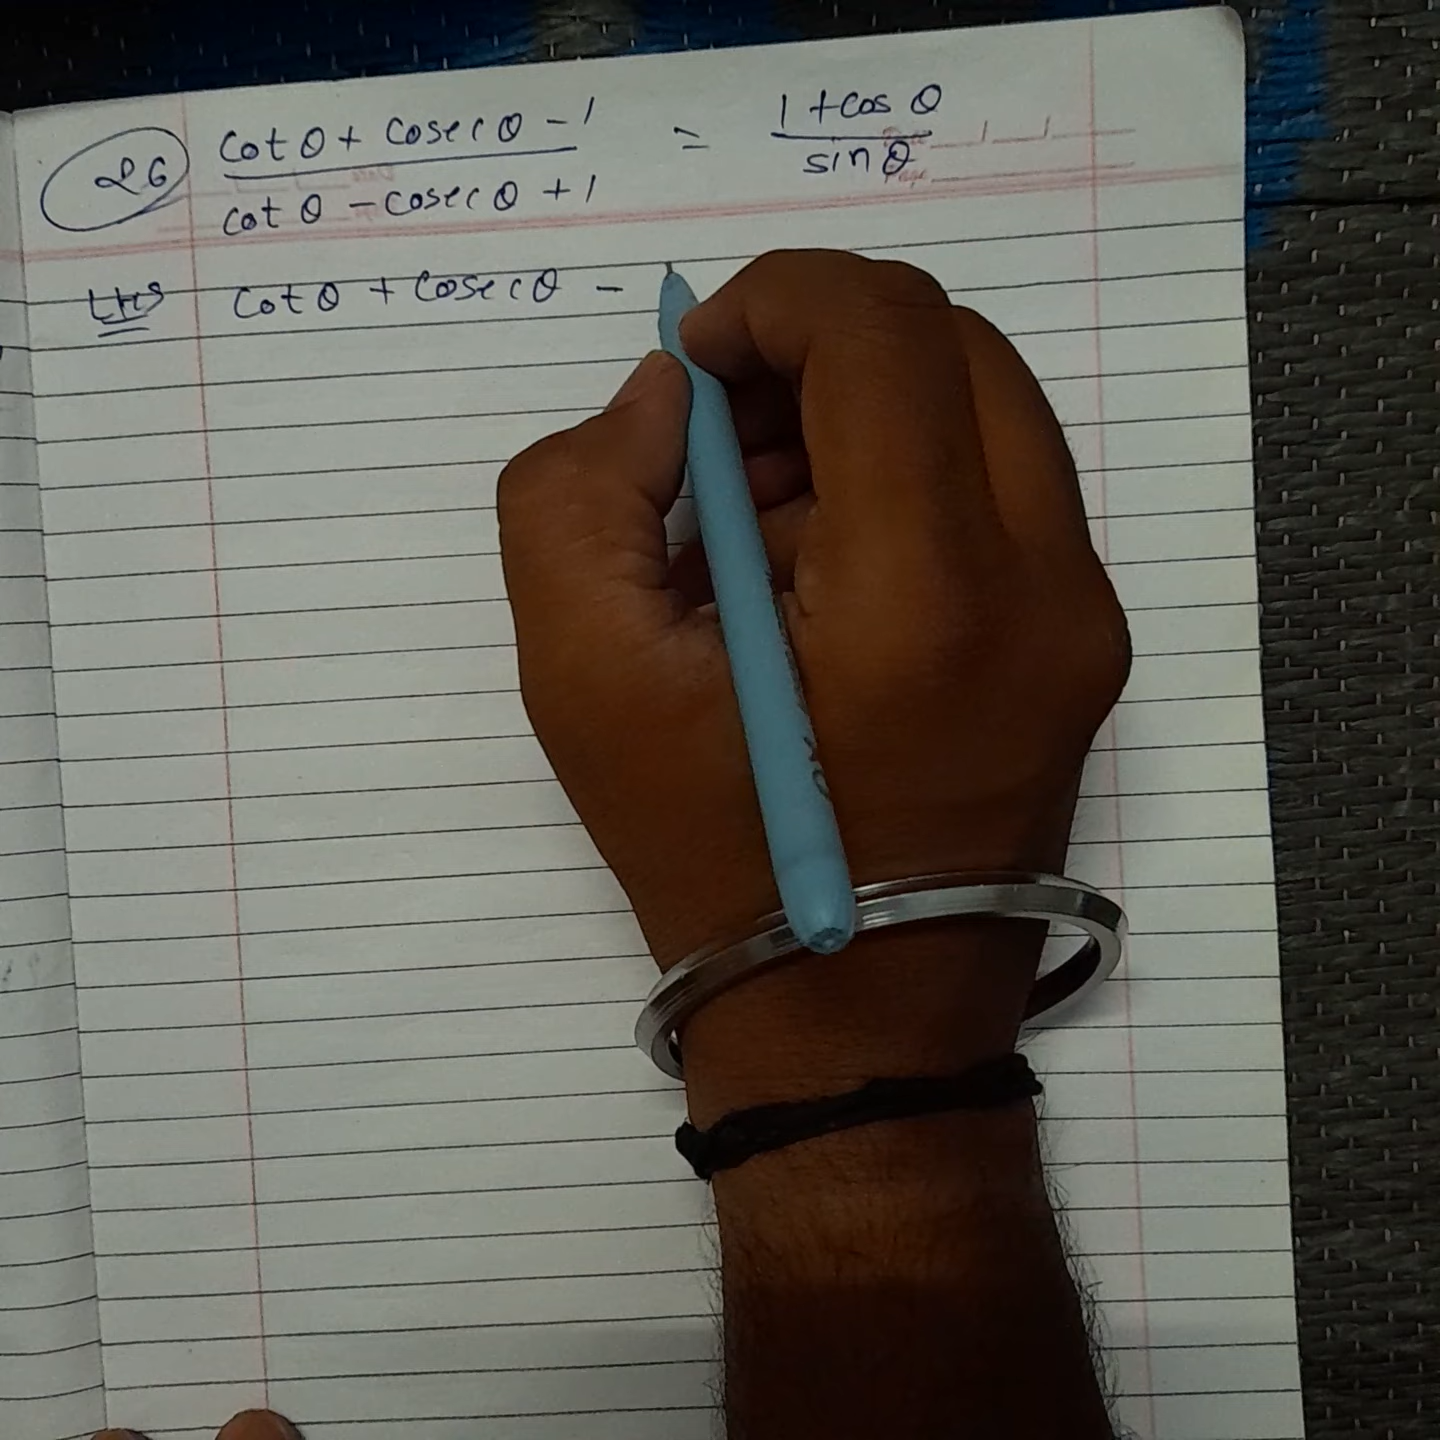 26 cotθ + cosecθ - 1 = 1 + cosθ
cotθ - cosecθ + 1 sinθ
LHS cotθ + cosecθ -